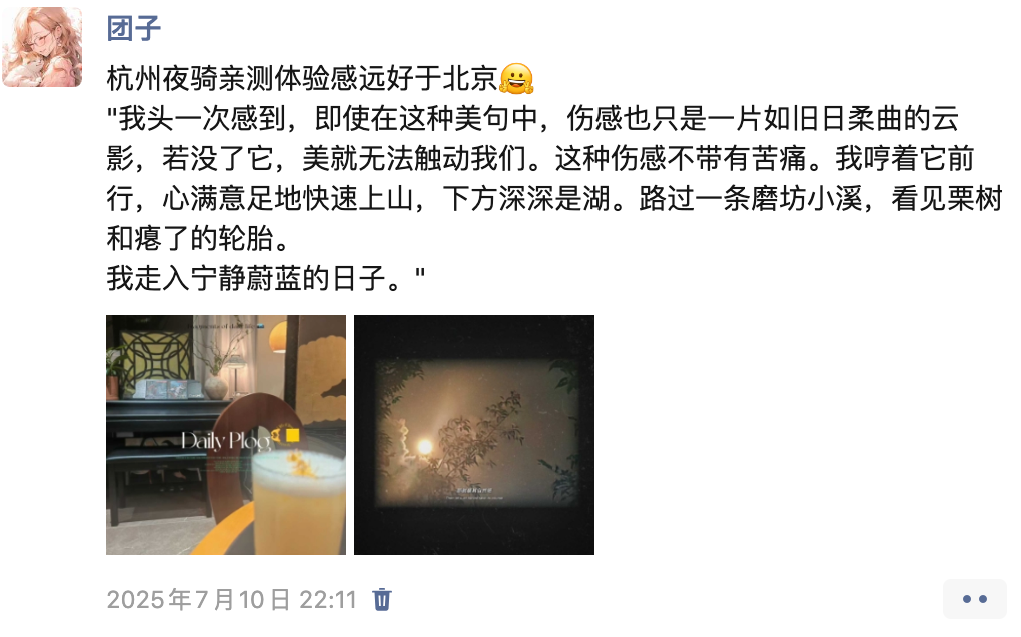 团子
杭州夜骑亲测体验感远好于北京🤗
"我头一次感到，即使在这种美句中，伤感也只是一片如旧日柔曲的云
影，若没了它，美就无法触动我们。这种伤感不带有苦痛。我哼着它前
行，心满意足地快速上山，下方深深是湖。路过一条磨坊小溪，看见栗树
和瘪了的轮胎。
我走入宁静蔚蓝的日子。"
Daily Plog
2025年7月10日 22:11